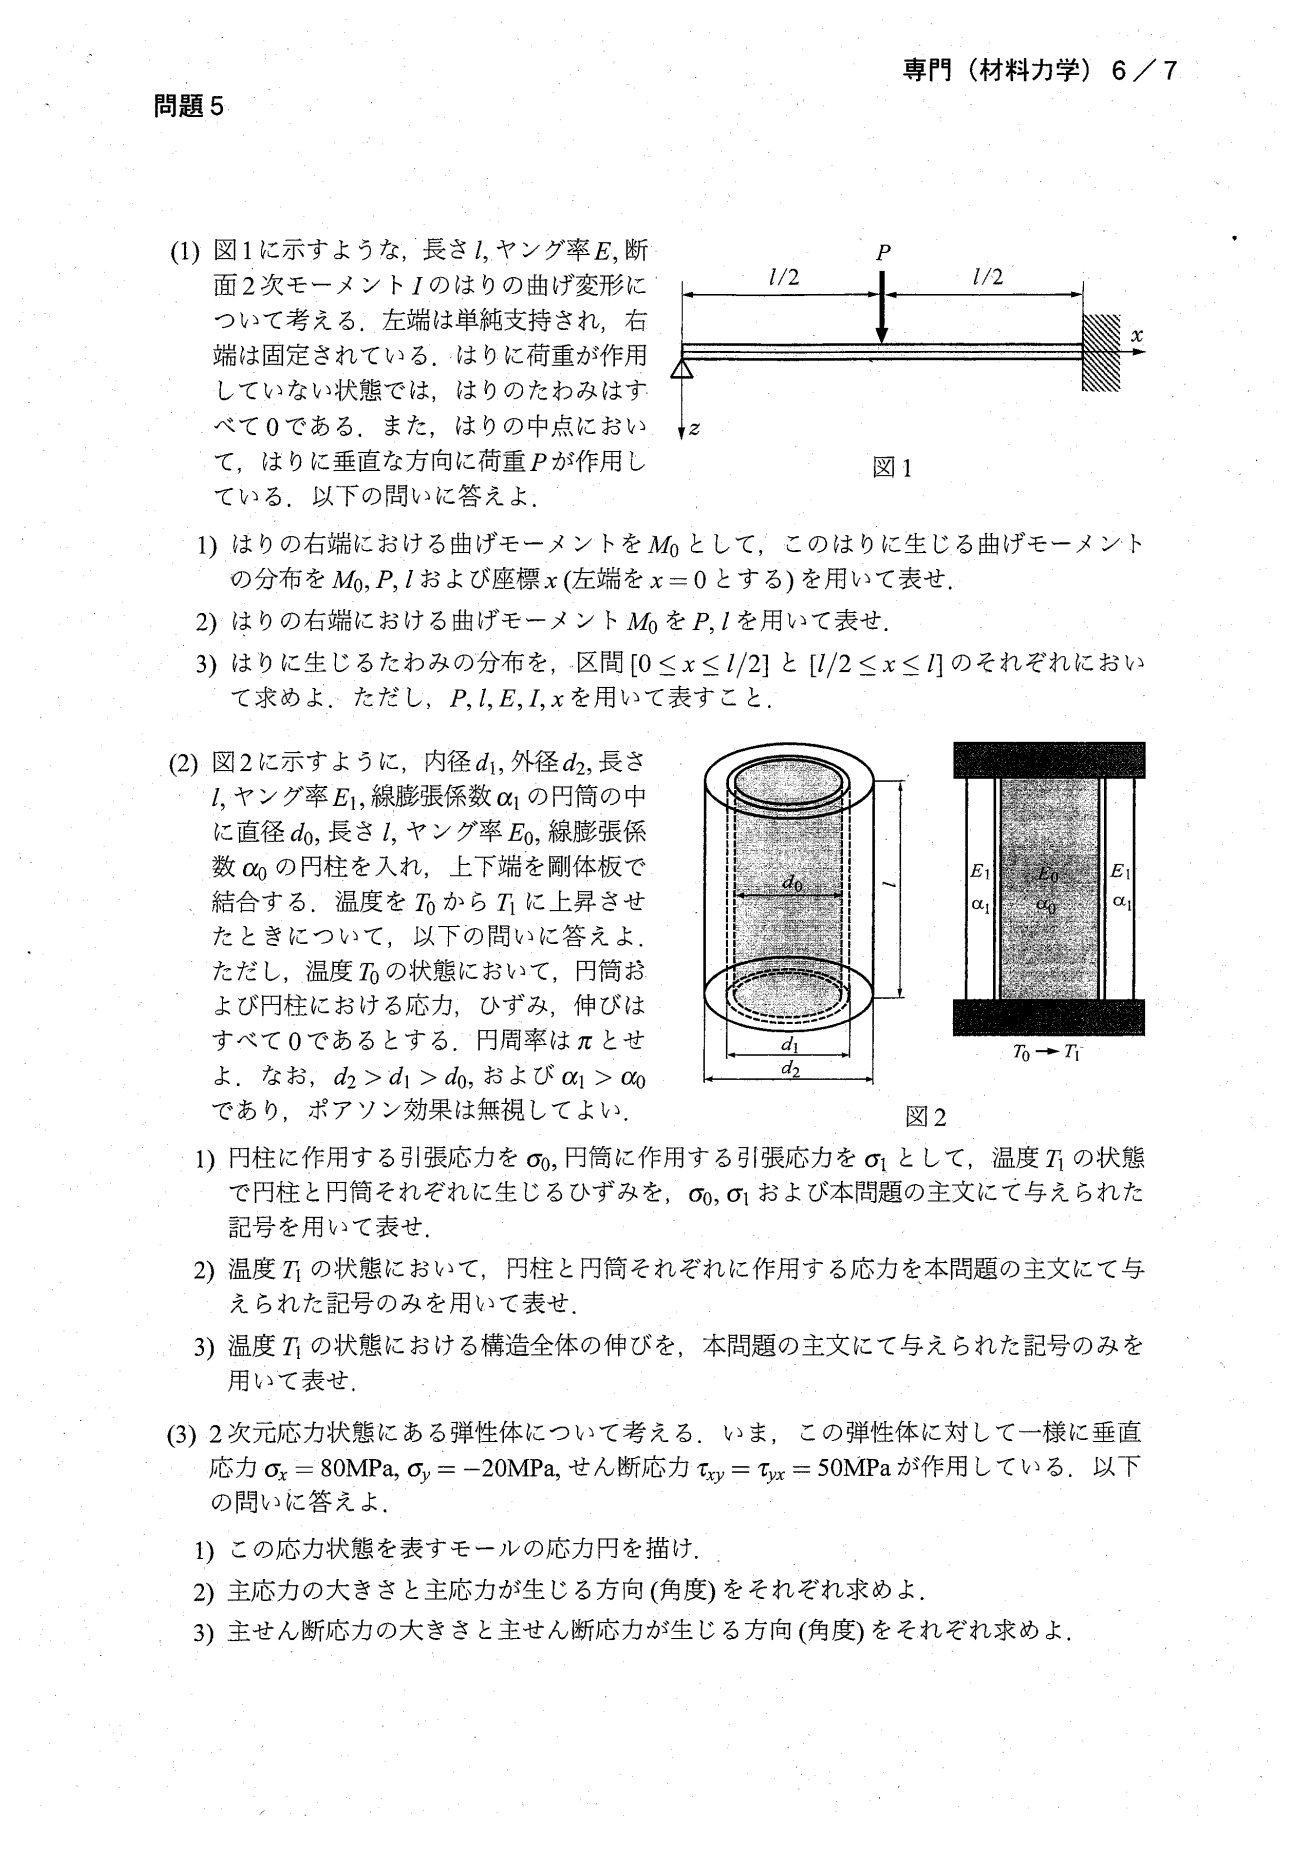 専門（材料力学）6／7
問題5
(1) 図1に示すような，長さl, ヤング率E, 断
面2次モーメントIのはりの曲げ変形に
ついて考える．左端は単純支持され，右
端は固定されている．はりに荷重が作用
していない状態では，はりのたわみはす
べて0である．また，はりの中点におい
て，はりに垂直な方向に荷重Pが作用し
ている．以下の問いに答えよ．
P
l/2
l/2
x
z
図1
1) はりの右端における曲げモーメントをM₀として，このはりに生じる曲げモーメント
の分布をM₀, P, lおよび座標x (左端をx = 0とする) を用いて表せ．
2) はりの右端における曲げモーメントM₀をP, lを用いて表せ．
3) はりに生じるたわみの分布を，区間 [0 ≤ x ≤ l/2] と [l/2 ≤ x ≤ l] のそれぞれにおい
て求めよ．ただし，P, l, E, I, xを用いて表すこと．
(2) 図2に示すように，内径d₁, 外径d₂, 長さ
l, ヤング率E₁, 線膨張係数α₁の円筒の中
に直径d₀, 長さl, ヤング率E₀, 線膨張係
数α₀の円柱を入れ，上下端を剛体板で
結合する．温度をT₀からT₁に上昇させ
たときについて，以下の問いに答えよ．
ただし，温度T₀の状態において，円筒お
よび円柱における応力，ひずみ，伸びは
すべて0であるとする．円周率はπとせ
よ．なお，d₂ > d₁ > d₀, およびα₁ > α₀
であり，ポアソン効果は無視してよい．
d₀
l
d₁
d₂
E₁
α₁
E₀
α₀
E₁
α₁
T₀ → T₁
図2
1) 円柱に作用する引張応力をσ₀, 円筒に作用する引張応力をσ₁として，温度T₁の状態
で円柱と円筒それぞれに生じるひずみを，σ₀, σ₁および本問題の主文にて与えられた
記号を用いて表せ．
2) 温度T₁の状態において，円柱と円筒それぞれに作用する応力を本問題の主文にて与
えられた記号のみを用いて表せ．
3) 温度T₁の状態における構造全体の伸びを，本問題の主文にて与えられた記号のみを
用いて表せ．
(3) 2次元応力状態にある弾性体について考える．いま，この弾性体に対して一様に垂直
応力σₓ = 80MPa, σy = −20MPa, せん断応力τxy = τyx = 50MPaが作用している．以下
の問いに答えよ．
1) この応力状態を表すモールの応力円を描け．
2) 主応力の大きさと主応力が生じる方向 (角度) をそれぞれ求めよ．
3) 主せん断応力の大きさと主せん断応力が生じる方向 (角度) をそれぞれ求めよ．